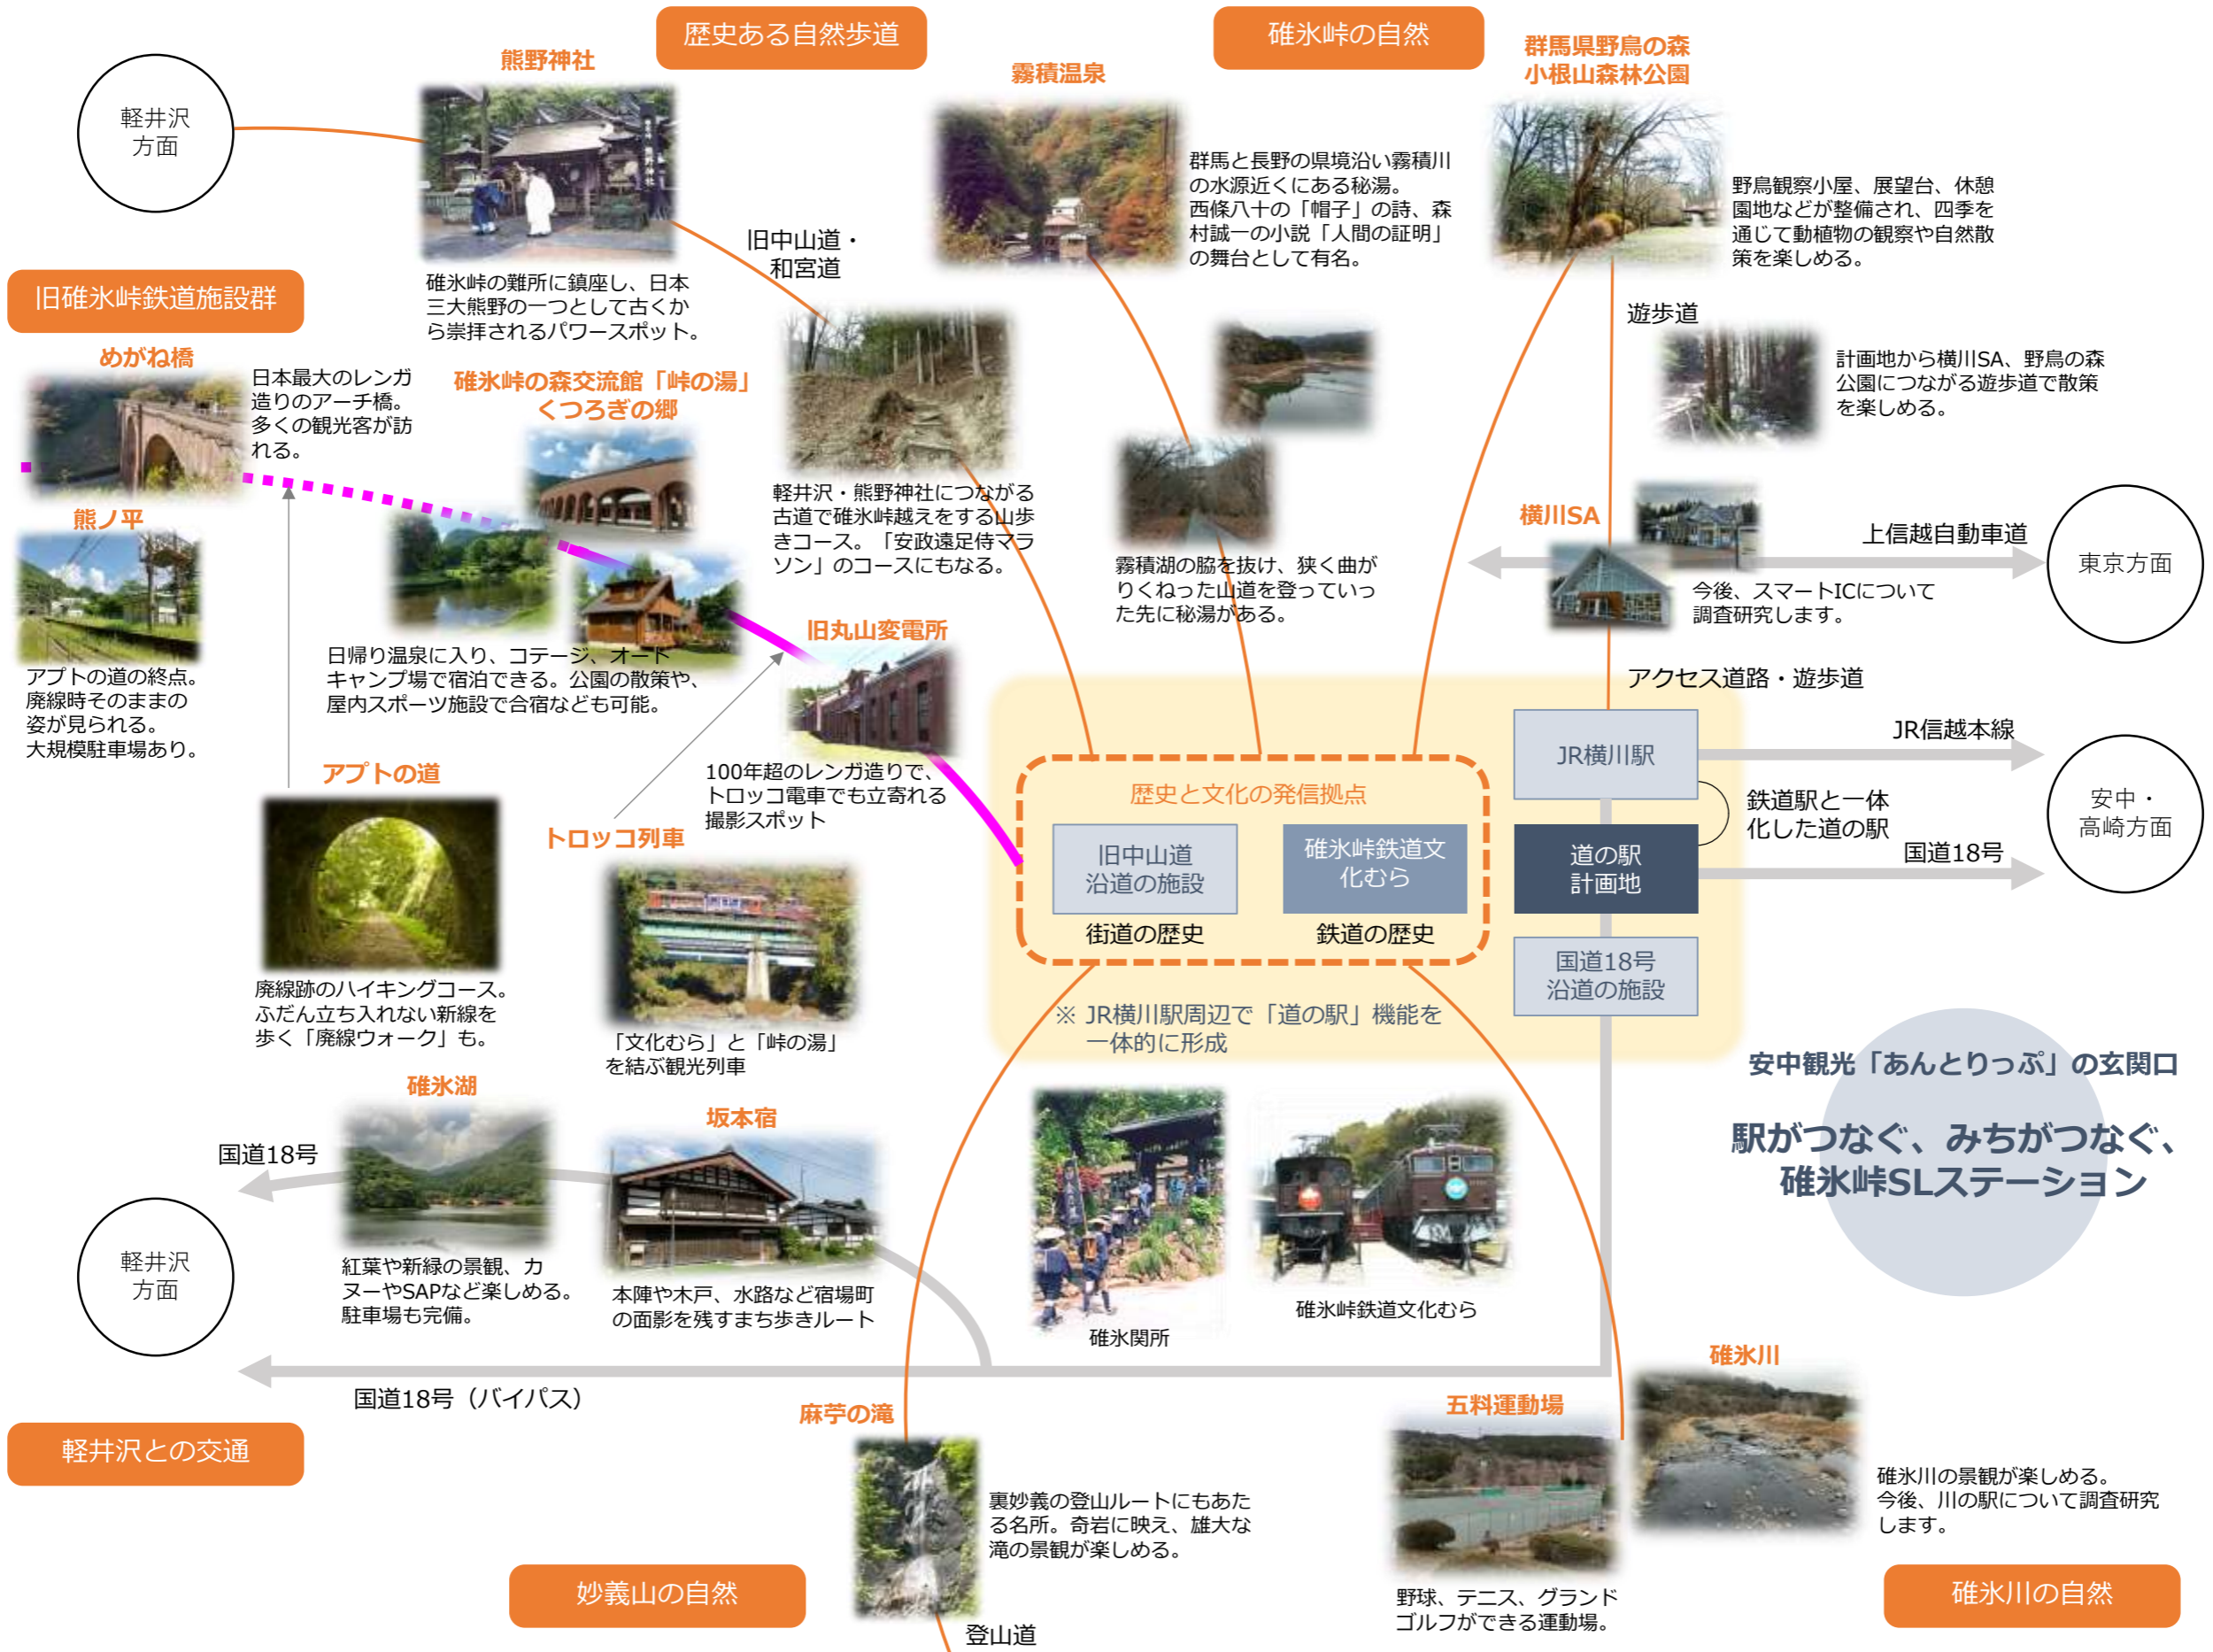 歴史ある自然歩道
碓氷峠の自然
軽井沢
方面
熊野神社
碓氷峠の難所に鎮座し、日本
三大熊野の一つとして古くか
ら崇拝されるパワースポット。
旧中山道・
和宮道
霧積温泉
群馬と長野の県境沿い霧積川
の水源近くにある秘湯。
西條八十の「帽子」の詩、森
村誠一の小説「人間の証明」
の舞台として有名。
群馬県野鳥の森
小根山森林公園
野鳥観察小屋、展望台、休憩
園地などが整備され、四季を
通じて動植物の観察や自然散
策を楽しめる。
遊歩道
計画地から横川SA、野鳥の森
公園につながる遊歩道で散策
を楽しめる。
旧碓氷峠鉄道施設群
めがね橋
日本最大のレンガ
造りのアーチ橋。
多くの観光客が訪
れる。
熊ノ平
アプトの道の終点。
廃線時そのままの
姿が見られる。
大規模駐車場あり。
碓氷峠の森交流館「峠の湯」
くつろぎの郷
日帰り温泉に入り、コテージ、オート
キャンプ場で宿泊できる。公園の散策や、
屋内スポーツ施設で合宿なども可能。
軽井沢・熊野神社につながる
古道で碓氷峠越えをする山歩
きコース。「安政遠足侍マラ
ソン」のコースにもなる。
霧積湖の脇を抜け、狭く曲が
りくねった山道を登っていっ
た先に秘湯がある。
横川SA
今後、スマートICについて
調査研究します。
上信越自動車道
東京方面
旧丸山変電所
100年超のレンガ造りで、
トロッコ電車でも立寄れる
撮影スポット
アプトの道
廃線跡のハイキングコース。
ふだん立ち入れない新線を
歩く「廃線ウォーク」も。
トロッコ列車
「文化むら」と「峠の湯」
を結ぶ観光列車
アクセス道路・遊歩道
JR横川駅
JR信越本線
鉄道駅と一体
化した道の駅
安中・
高崎方面
歴史と文化の発信拠点
旧中山道
沿道の施設
街道の歴史
碓氷峠鉄道文
化むら
鉄道の歴史
道の駅
計画地
国道18号
国道18号
沿道の施設
※ JR横川駅周辺で「道の駅」機能を
一体的に形成
安中観光「あんとりっぷ」の玄関口
駅がつなぐ、みちがつなぐ、
碓氷峠SLステーション
碓氷湖
国道18号
紅葉や新緑の景観、カ
ヌーやSAPなど楽しめる。
駐車場も完備。
坂本宿
本陣や木戸、水路など宿場町
の面影を残すまち歩きルート
軽井沢
方面
国道18号（バイパス）
碓氷関所
碓氷峠鉄道文化むら
軽井沢との交通
麻苧の滝
裏妙義の登山ルートにもあた
る名所。奇岩に映え、雄大な
滝の景観が楽しめる。
登山道
妙義山の自然
五料運動場
野球、テニス、グランド
ゴルフができる運動場。
碓氷川
碓氷川の景観が楽しめる。
今後、川の駅について調査研究
します。
碓氷川の自然